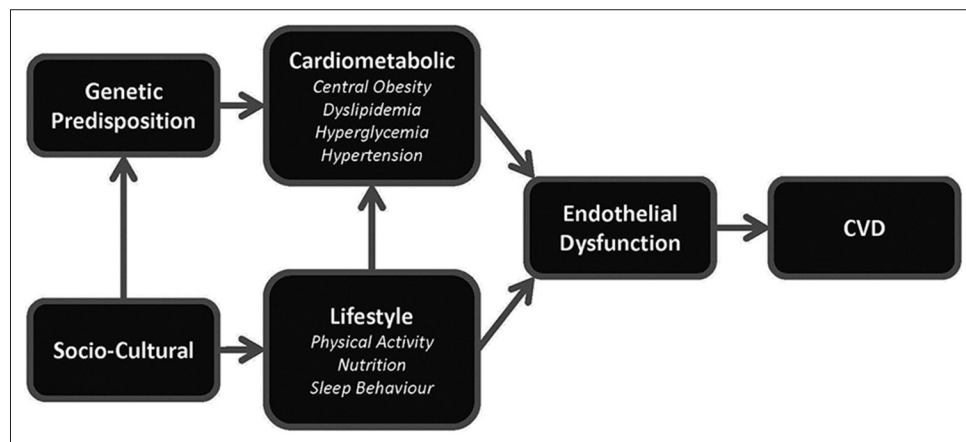 Genetic
Predisposition
Cardiometabolic
Central Obesity
Dyslipidemia
Hyperglycemia
Hypertension
Socio-Cultural
Lifestyle
Physical Activity
Nutrition
Sleep Behaviour
Endothelial
Dysfunction
CVD